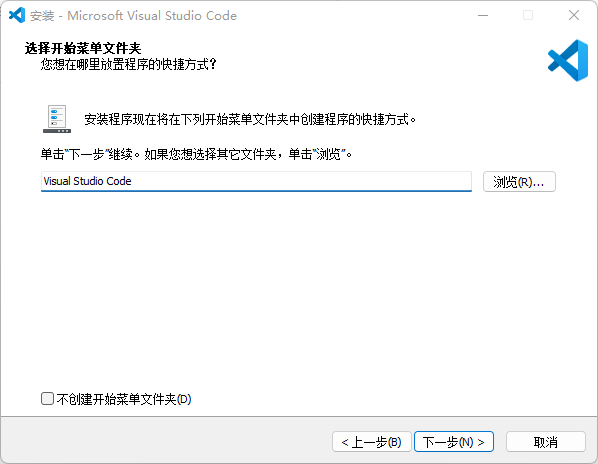 安装 - Microsoft Visual Studio Code
选择开始菜单文件夹
您想在哪里放置程序的快捷方式?
安装程序现在将在下列开始菜单文件夹中创建程序的快捷方式。
单击“下一步”继续。如果您想选择其它文件夹,单击“浏览”。
Visual Studio Code
浏览(R)...
不创建开始菜单文件夹(D)
< 上一步(B)
下一步(N) >
取消